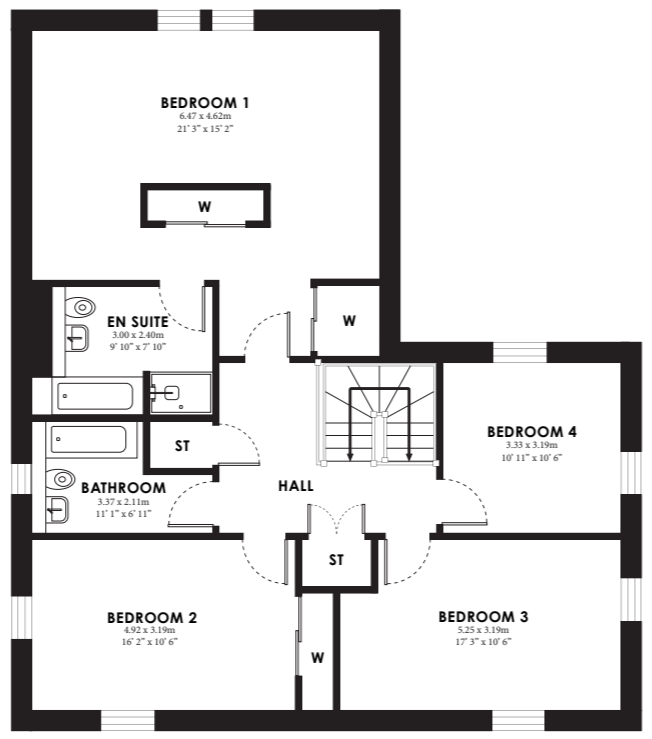 BEDROOM 1
6.47 x 4.62m
21' 3" x 15' 2"
W
EN SUITE
3.00 x 2.40m
9' 10" x 7' 10"
W
BEDROOM 4
3.33 x 3.19m
10' 11" x 10' 6"
ST
BATHROOM
3.37 x 2.11m
11' 1" x 6' 11"
HALL
ST
BEDROOM 2
4.92 x 3.19m
16' 2" x 10' 6"
W
BEDROOM 3
5.25 x 3.19m
17' 3" x 10' 6"